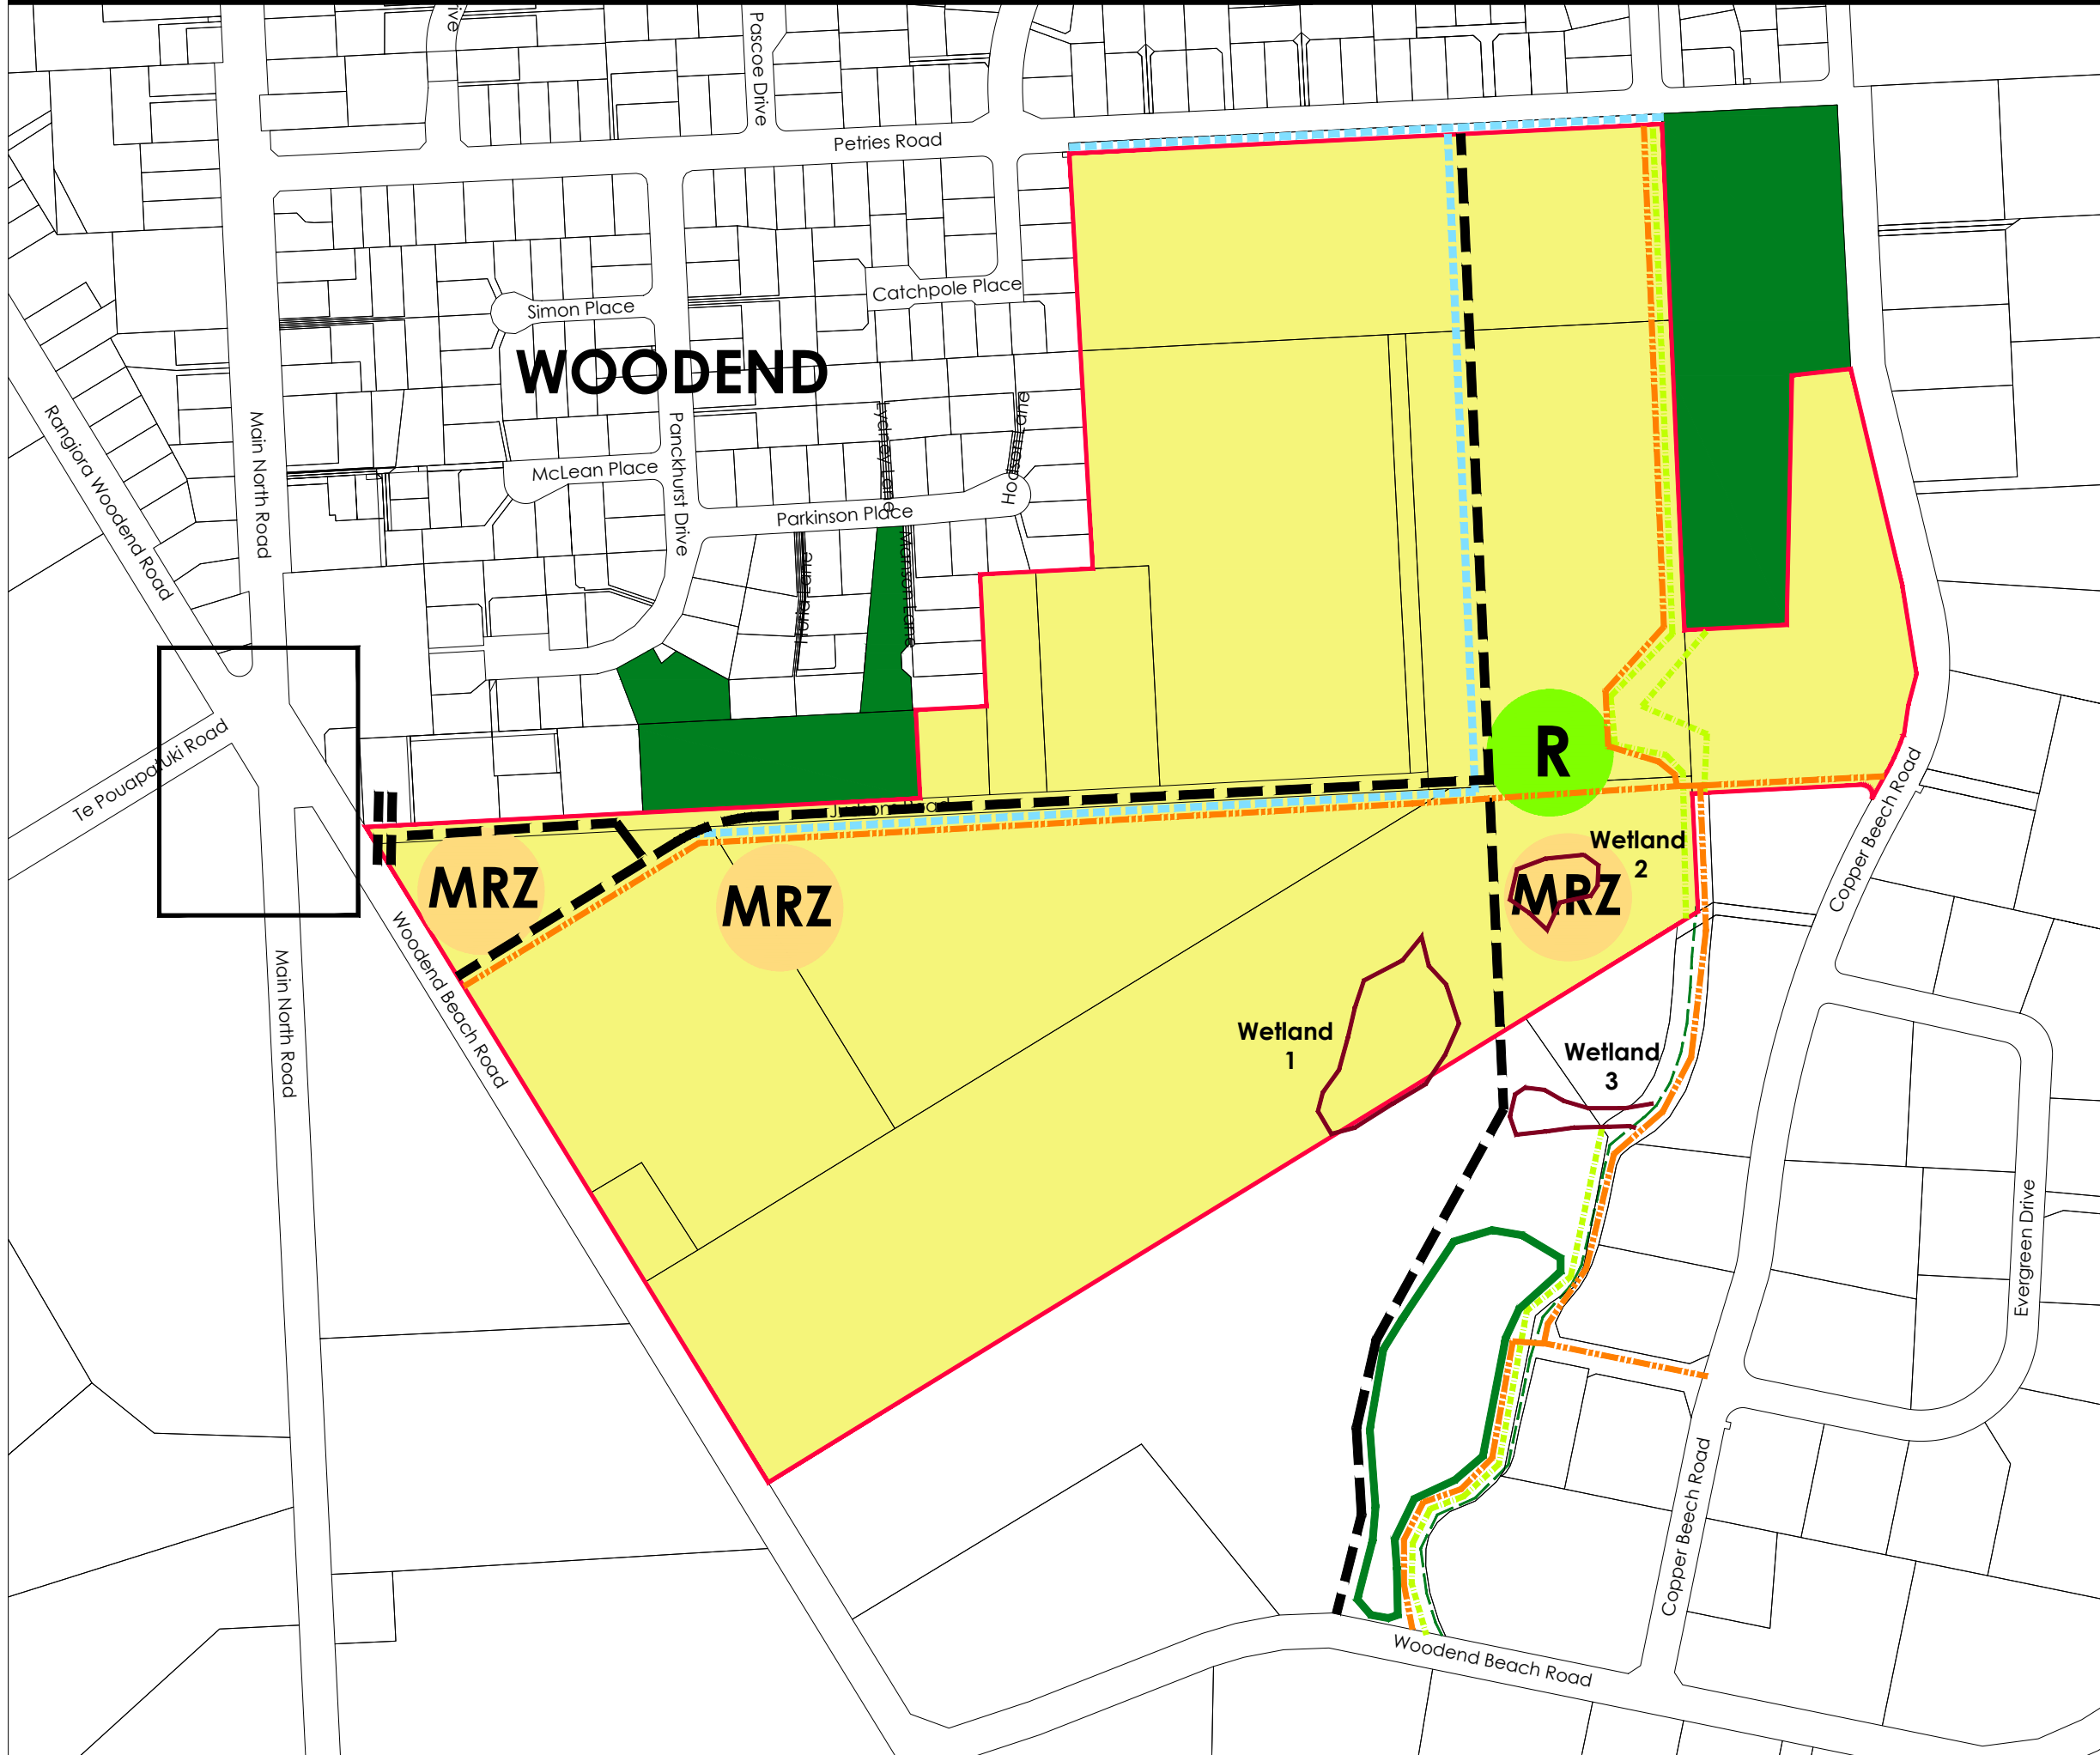 Pascoe Drive
Petries Road
Catchpole Place
Simon Place
WOODEND
Rangiora Woodend Road
Main North Road
McLean Place
Panckhurst Drive
Parkinson Place
Manson Lane
Te Pouapatuki Road
R
Copper Beech Road
MRZ
MRZ
MRZ
Wetland
2
Main North Road
Woodend Beach Road
Wetland
1
Wetland
3
Evergreen Drive
Copper Beech Road
Woodend Beach Road